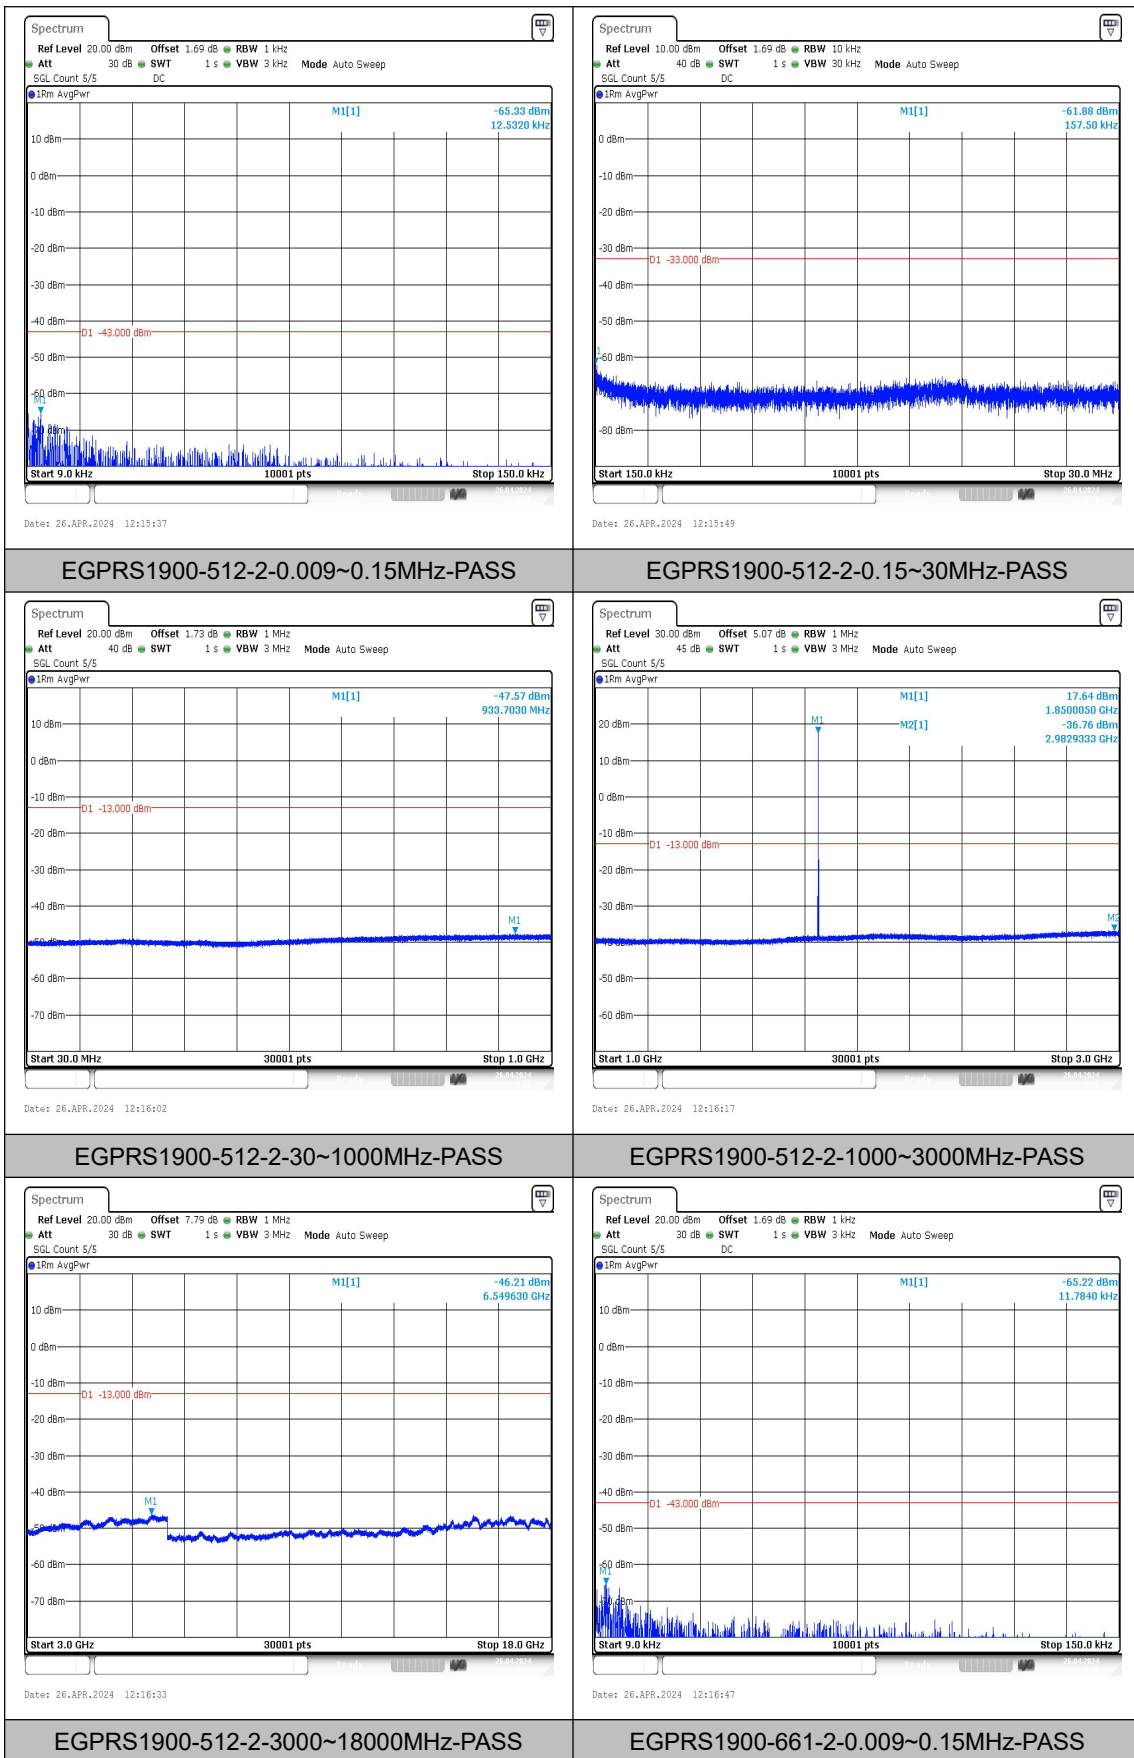 Spectrum
Ref Level 20.00 dBm Offset 1.69 dB RBW 1 kHz
Att 30 dB SWT 1 s VBW 3 kHz Mode Auto Sweep
SGL Count 5/5 DC
1Rm AvgPwr
M1[1] -65.33 dBm
12.5320 kHz
10 dBm
0 dBm
-10 dBm
-20 dBm
-30 dBm
-40 dBm
D1 -43.000 dBm
-50 dBm
-60 dBm
M1
Start 9.0 kHz 10001 pts Stop 150.0 kHz
Date: 26.APR.2024 12:15:37
EGPRS1900-512-2-0.009~0.15MHz-PASS
Spectrum
Ref Level 10.00 dBm Offset 1.69 dB RBW 10 kHz
Att 40 dB SWT 1 s VBW 30 kHz Mode Auto Sweep
SGL Count 5/5
1Rm AvgPwr
M1[1] -61.88 dBm
157.50 kHz
0 dBm
-10 dBm
-20 dBm
-30 dBm
D1 -33.000 dBm
-40 dBm
-50 dBm
-60 dBm
-80 dBm
Start 150.0 kHz 10001 pts Stop 30.0 MHz
Date: 26.APR.2024 12:15:49
EGPRS1900-512-2-0.15~30MHz-PASS
Spectrum
Ref Level 20.00 dBm Offset 1.73 dB RBW 1 MHz
Att 40 dB SWT 1 s VBW 3 MHz Mode Auto Sweep
SGL Count 5/5
1Rm AvgPwr
M1[1] -47.57 dBm
933.7030 MHz
10 dBm
0 dBm
-10 dBm
D1 -13.000 dBm
-20 dBm
-30 dBm
-40 dBm
M1
-60 dBm
-70 dBm
Start 30.0 MHz 30001 pts Stop 1.0 GHz
Date: 26.APR.2024 12:16:02
EGPRS1900-512-2-30~1000MHz-PASS
Spectrum
Ref Level 30.00 dBm Offset 5.07 dB RBW 1 MHz
Att 45 dB SWT 1 s VBW 3 MHz Mode Auto Sweep
SGL Count 5/5
1Rm AvgPwr
M1[1] 17.64 dBm
1.8500050 GHz
20 dBm M1 M2[1] -36.76 dBm
2.9829333 GHz
10 dBm
0 dBm
-10 dBm
D1 -13.000 dBm
-20 dBm
-30 dBm
M2
-50 dBm
-60 dBm
Start 1.0 GHz 30001 pts Stop 3.0 GHz
Date: 26.APR.2024 12:16:17
EGPRS1900-512-2-1000~3000MHz-PASS
Spectrum
Ref Level 20.00 dBm Offset 7.79 dB RBW 1 MHz
Att 30 dB SWT 1 s VBW 3 MHz Mode Auto Sweep
SGL Count 5/5
1Rm AvgPwr
M1[1] -46.21 dBm
6.549630 GHz
10 dBm
0 dBm
-10 dBm
D1 -13.000 dBm
-20 dBm
-30 dBm
-40 dBm
M1
-60 dBm
-70 dBm
Start 3.0 GHz 30001 pts Stop 18.0 GHz
Date: 26.APR.2024 12:16:33
EGPRS1900-512-2-3000~18000MHz-PASS
Spectrum
Ref Level 20.00 dBm Offset 1.69 dB RBW 1 kHz
Att 30 dB SWT 1 s VBW 3 kHz Mode Auto Sweep
SGL Count 5/5 DC
1Rm AvgPwr
M1[1] -65.22 dBm
11.7840 kHz
10 dBm
0 dBm
-10 dBm
-20 dBm
-30 dBm
-40 dBm
D1 -43.000 dBm
-50 dBm
-60 dBm
M1
Start 9.0 kHz 10001 pts Stop 150.0 kHz
Date: 26.APR.2024 12:16:47
EGPRS1900-661-2-0.009~0.15MHz-PASS